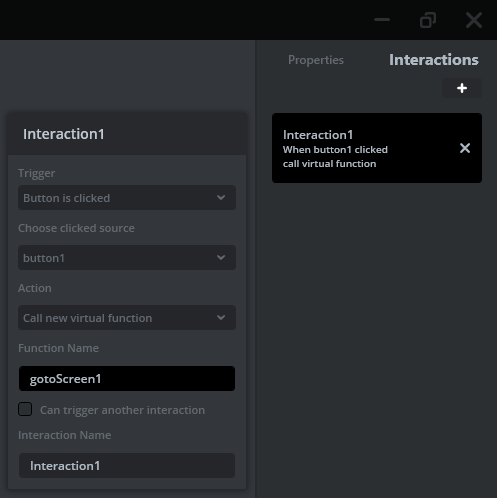 Properties
Interactions
Interaction1
When button1 clicked
call virtual function
Interaction1
Trigger
Button is clicked
Choose clicked source
button1
Action
Call new virtual function
Function Name
gotoScreen1
Can trigger another interaction
Interaction Name
Interaction1